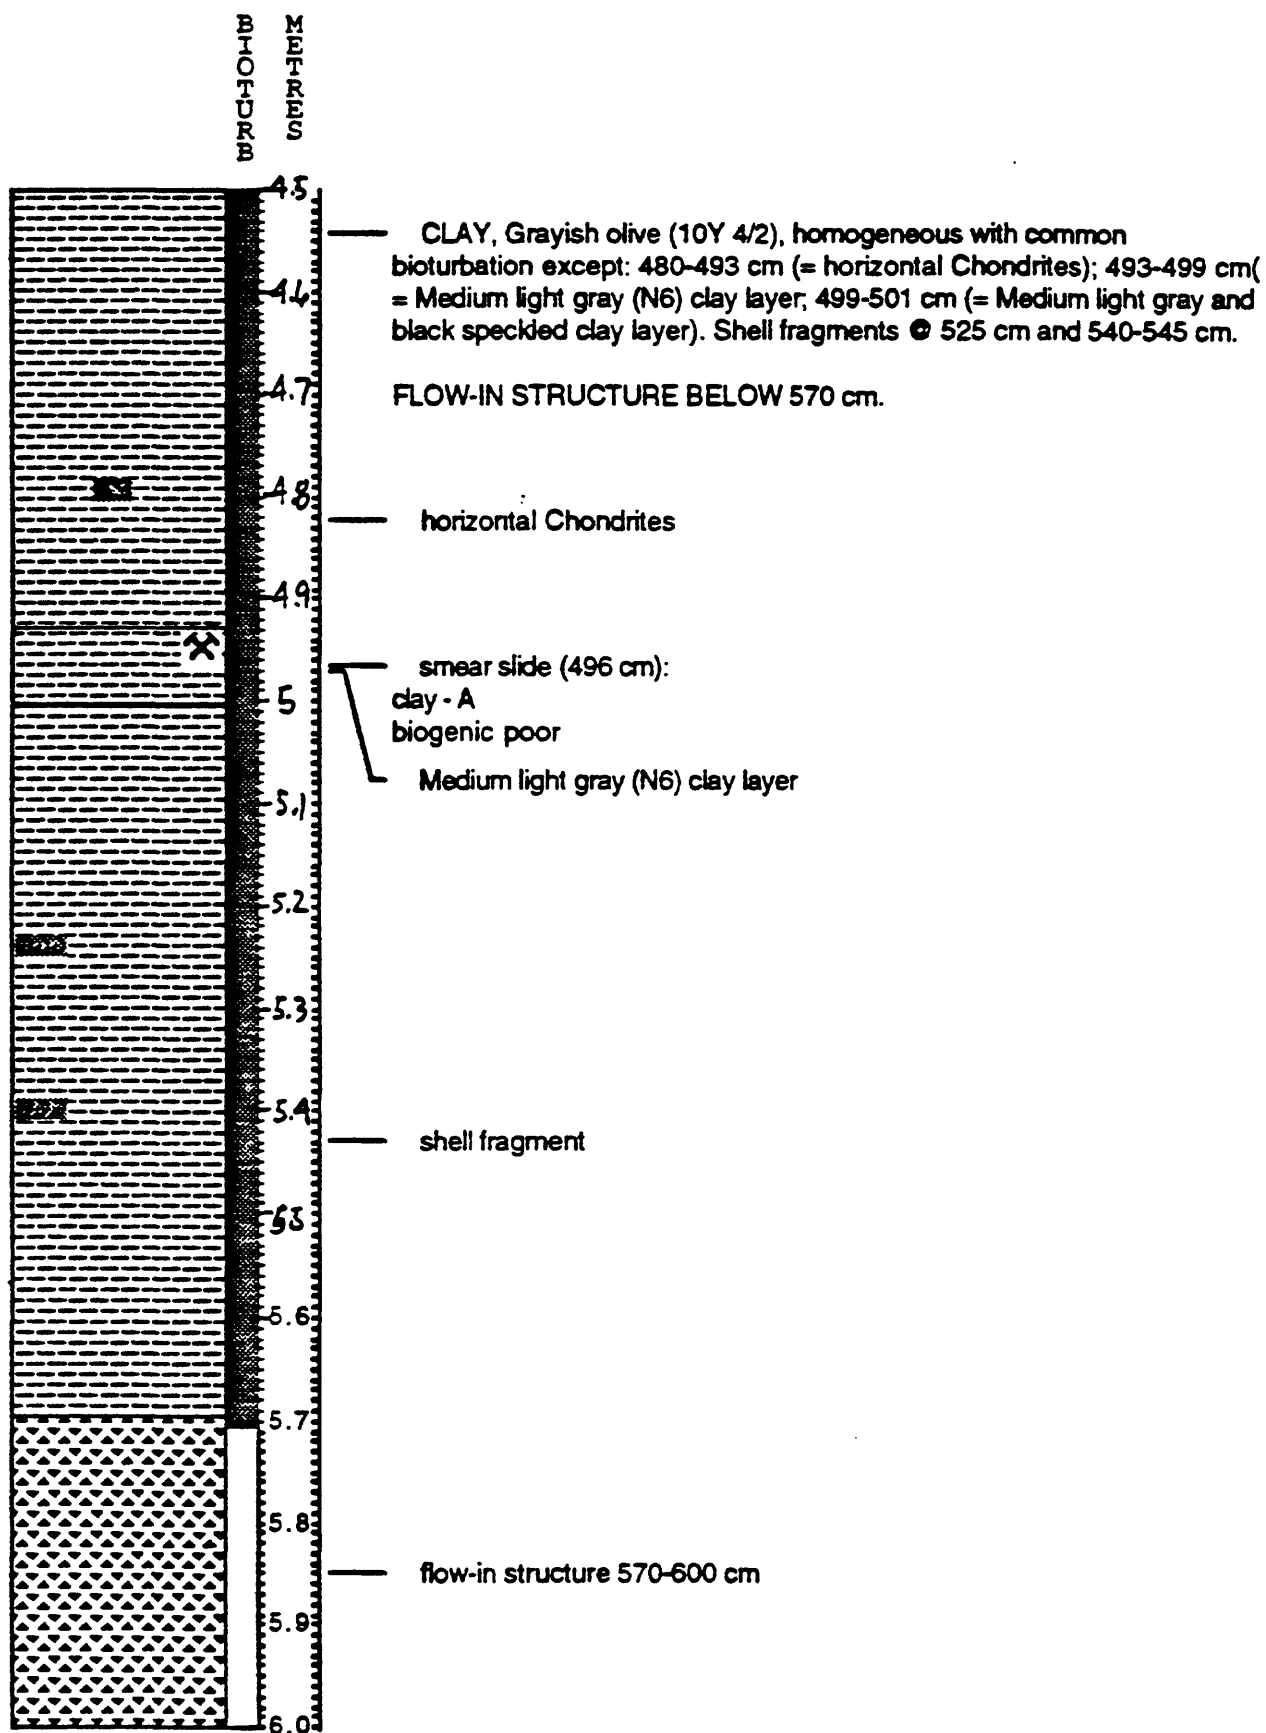 BIOTURB
METRES
4.5
CLAY, Grayish olive (10Y 4/2), homogeneous with common
bioturbation except: 480-493 cm (= horizontal Chondrites); 493-499 cm(
4.6
= Medium light gray (N6) clay layer; 499-501 cm (= Medium light gray and
black speckled clay layer). Shell fragments @ 525 cm and 540-545 cm.
4.7
FLOW-IN STRUCTURE BELOW 570 cm.
4.8
horizontal Chondrites
4.9
smear slide (496 cm):
5
clay - A
biogenic poor
Medium light gray (N6) clay layer
5.1
5.2
5.3
5.4
shell fragment
5.6
5.7
5.8
flow-in structure 570-600 cm
5.9
6.0